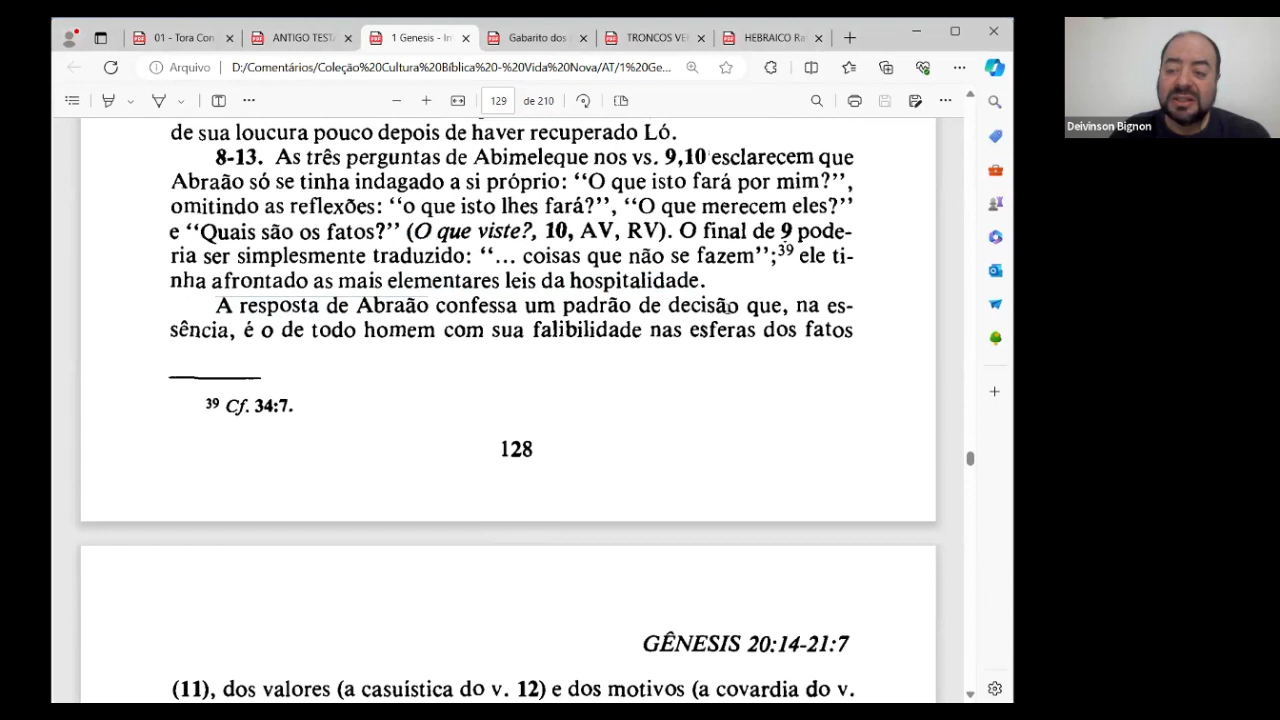 01 - Tora Con
ANTIGO TEST
1 Genesis - In
Gabarito dos
TRONCOS VE
HEBRAICO Ra
Arquivo
D:/Comentários/Coleção%20Cultura%20Bíblica%20-%20Vida%20Nova/AT/1%20Ge...
129 de 210
de sua loucura pouco depois de haver recuperado Ló.
8-13. As três perguntas de Abimeleque nos vs. 9,10 esclarecem que
Abraão só se tinha indagado a si próprio: “O que isto fará por mim?”,
omitindo as reflexões: “o que isto lhes fará?”, “O que merecem eles?”
e “Quais são os fatos?” (O que viste?, 10, AV, RV). O final de 9 pode-
ria ser simplesmente traduzido: “... coisas que não se fazem”;39 ele ti-
nha afrontado as mais elementares leis da hospitalidade.
A resposta de Abraão confessa um padrão de decisão que, na es-
sência, é o de todo homem com sua falibilidade nas esferas dos fatos
39 Cf. 34:7.
128
GÊNESIS 20:14-21:7
(11), dos valores (a casuística do v. 12) e dos motivos (a covardia do v.
Deivinson Bignon